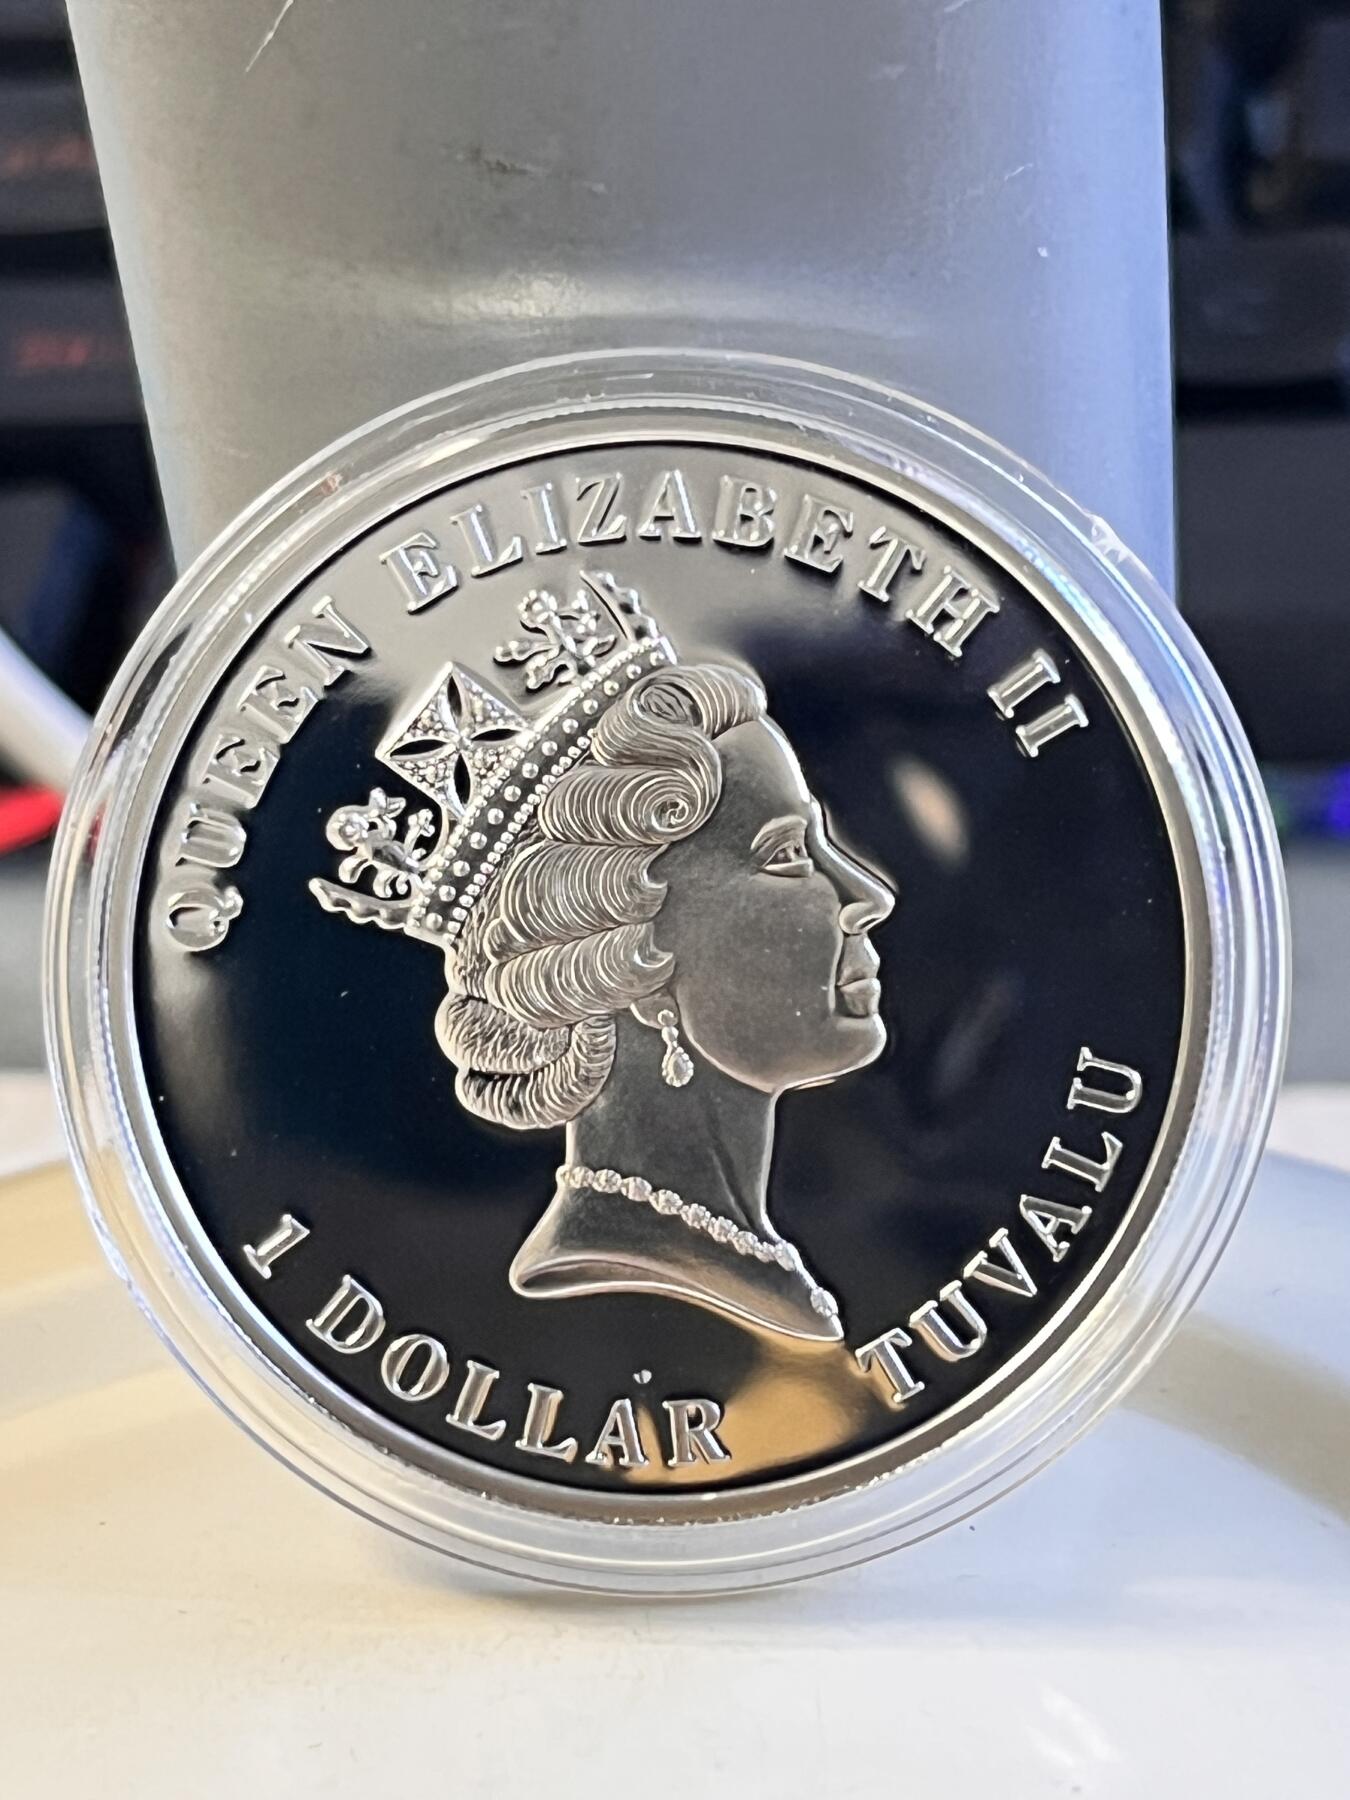 QUEEN ELIZABETH II
1 DOLLAR
TUVALU